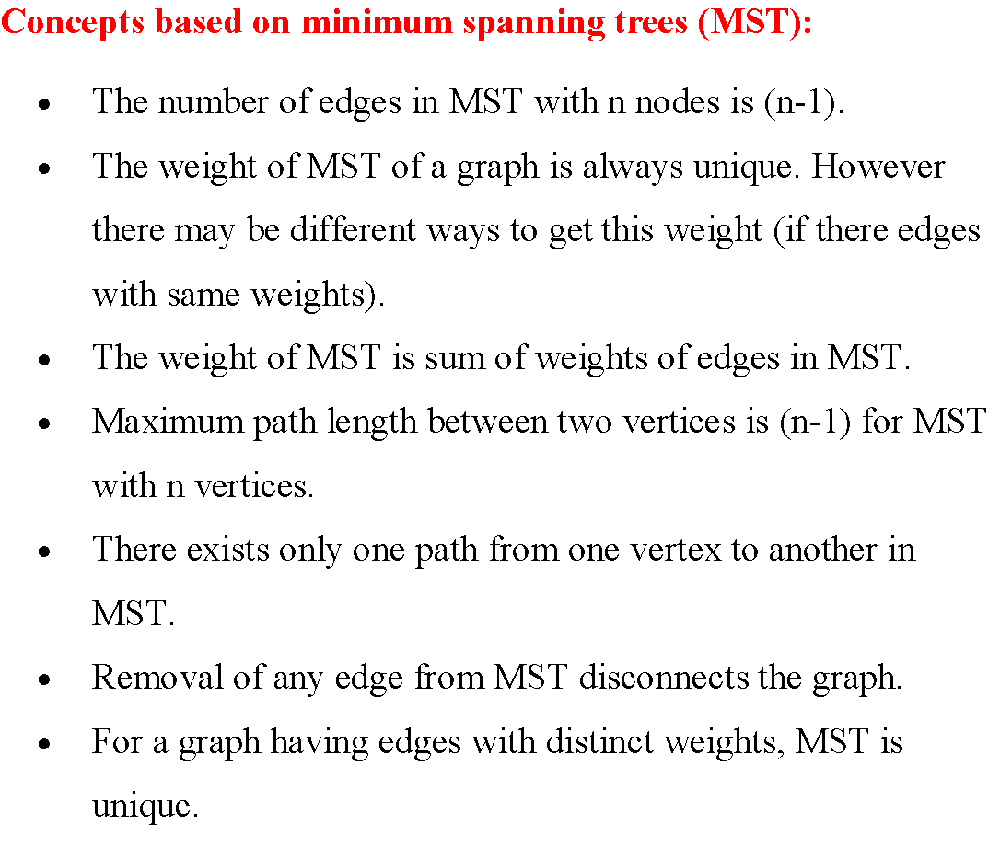 Concepts based on minimum spanning trees (MST):
• The number of edges in MST with n nodes is (n-1).
• The weight of MST of a graph is always unique. However
there may be different ways to get this weight (if there edges
with same weights).
• The weight of MST is sum of weights of edges in MST.
• Maximum path length between two vertices is (n-1) for MST
with n vertices.
• There exists only one path from one vertex to another in
MST.
• Removal of any edge from MST disconnects the graph.
• For a graph having edges with distinct weights, MST is
unique.